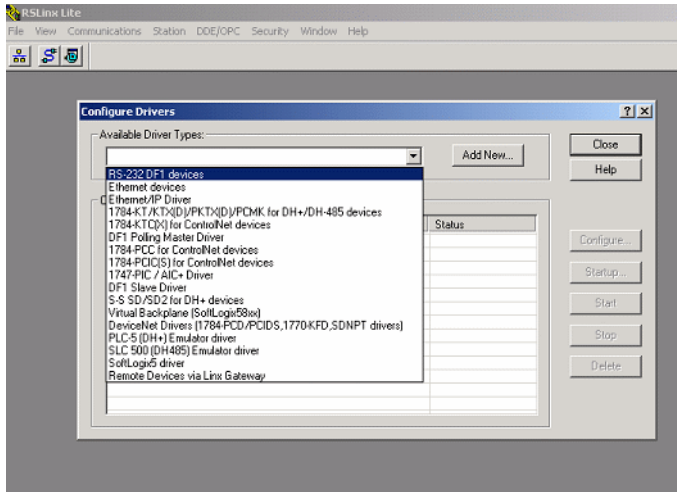 RSLinx Lite
File View Communications Station DDE/OPC Security Window Help
Configure Drivers
Available Driver Types:
Add New...
Close
Help
RS-232 DF1 devices
Ethernet devices
Ethernet/IP Driver
1784-KT/KTX(D)/PKTX(D)/PCMK for DH+/DH-485 devices
1784-KTC(X) for ControlNet devices
DF1 Polling Master Driver
1784-PCC for ControlNet devices
1784-PCIC(S) for ControlNet devices
1747-PIC / AIC+ Driver
DF1 Slave Driver
S-S SD/SD2 for DH+ devices
Virtual Backplane (SoftLogix58xx)
DeviceNet Drivers (1784-PCD/PCIDS,1770-KFD,SDNPT drivers)
PLC-5 (DH+) Emulator driver
SLC 500 (DH485) Emulator driver
SoftLogix5 driver
Remote Devices via Linx Gateway
Status
Configure...
Startup...
Start
Stop
Delete